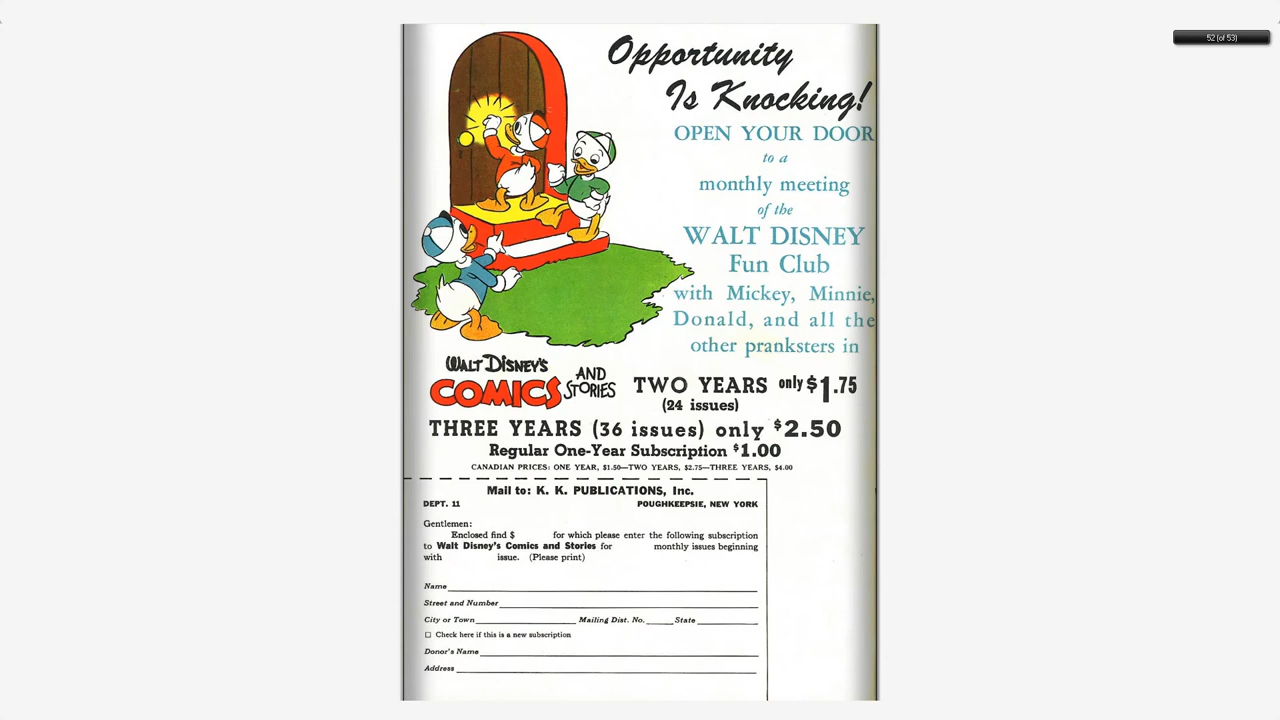 52 (of 53)
Opportunity
Is Knocking!
OPEN YOUR DOOR
to a
monthly meeting
of the
WALT DISNEY
Fun Club
with Mickey, Minnie,
Donald, and all the
other pranksters in
WALT DISNEY'S
COMICS AND STORIES
TWO YEARS only $1.75
(24 issues)
THREE YEARS (36 issues) only $2.50
Regular One-Year Subscription $1.00
CANADIAN PRICES: ONE YEAR, $1.50—TWO YEARS, $2.75—THREE YEARS, $4.00
Mail to: K. K. PUBLICATIONS, Inc.
DEPT. 11 POUGHKEEPSIE, NEW YORK
Gentlemen:
Enclosed find $ for which please enter the following subscription
to Walt Disney's Comics and Stories for monthly issues beginning
with issue. (Please print)
Name
Street and Number
City or Town Mailing Dist. No. State
Check here if this is a new subscription
Donor's Name
Address